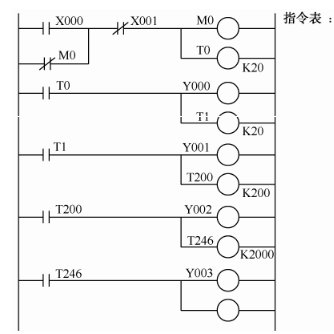 X000 X001 M0 指令表：
M0 T0 K20
T0 Y000
T1 K20
T1 Y001
T200 K200
T200 Y002
T246 K2000
T246 Y003